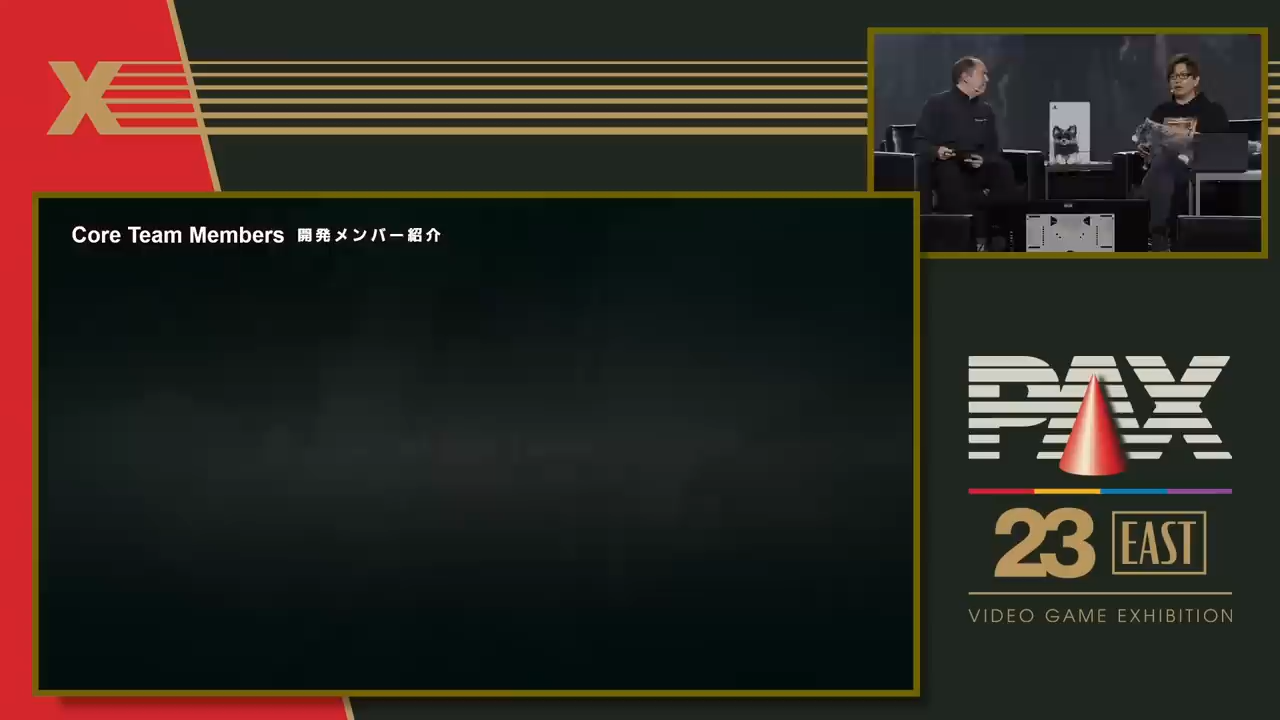 X
Core Team Members 開発メンバー紹介
PAX
23 EAST
VIDEO GAME EXHIBITION